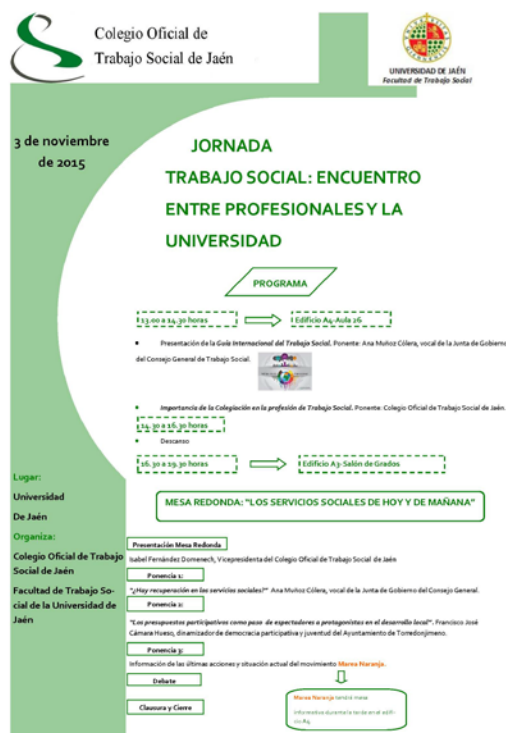 Colegio Oficial de
Trabajo Social de Jaén
UNIVERSIDAD DE JAÉN
Facultad de Trabajo Social
3 de noviembre
de 2015
JORNADA
TRABAJO SOCIAL: ENCUENTRO
ENTRE PROFESIONALES Y LA
UNIVERSIDAD
PROGRAMA
13.00 a 14.30 horas
Edificio A4-Aula 26
Presentación de la Guía Internacional del Trabajo Social. Ponente: Ana Muñoz Cólera, vocal de la Junta de Gobierno
del Consejo General de Trabajo Social.
Importancia de la Colegiación en la profesión de Trabajo Social. Ponente: Colegio Oficial de Trabajo Social de Jaén.
14.30 a 16.30 horas
Descanso
16.30 a 19.30 horas
Edificio A3-Salón de Grados
MESA REDONDA: "LOS SERVICIOS SOCIALES DE HOY Y DE MAÑANA"
Lugar:
Universidad
De Jaén
Organiza:
Colegio Oficial de Trabajo
Social de Jaén
Facultad de Trabajo So-
cial de la Universidad de
Jaén
Presentación Mesa Redonda
Isabel Fernández Domenech, Vicepresidenta del Colegio Oficial de Trabajo Social de Jaén
Ponencia 1:
"¿Hay recuperación en los servicios sociales?" Ana Muñoz Cólera, vocal de la Junta de Gobierno del Consejo General.
Ponencia 2:
"Los presupuestos participativos como paso de espectadores a protagonistas en el desarrollo local". Francisco José
Cámara Hueso, dinamizador de democracia participativa y juventud del Ayuntamiento de Torredonjimeno.
Ponencia 3:
Información de las últimas acciones y situación actual del movimiento Marea Naranja.
Debate
Clausura y Cierre
Marea Naranja tendrá mesa
informativa durante la tarde en el edifi-
cio A4.